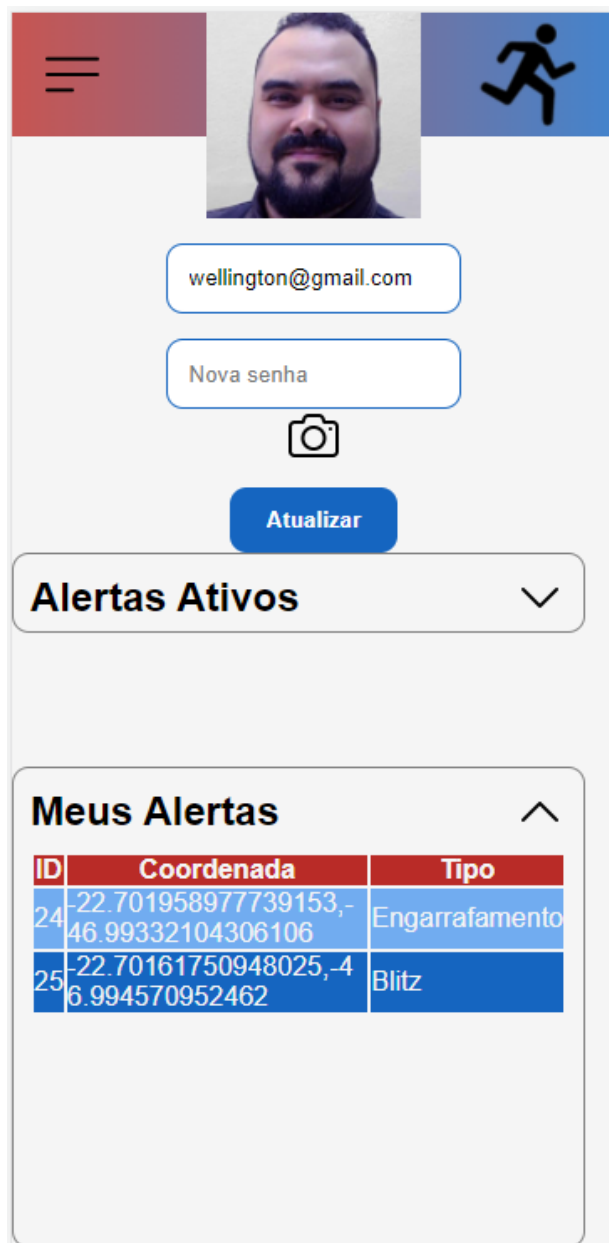 wellington@gmail.com
Nova senha
Atualizar
Alertas Ativos
Meus Alertas
ID Coordenada Tipo
24 -22.701958977739153,-
46.99332104306106 Engarrafamento
25 -22.70161750948025,-4
6.994570952462 Blitz